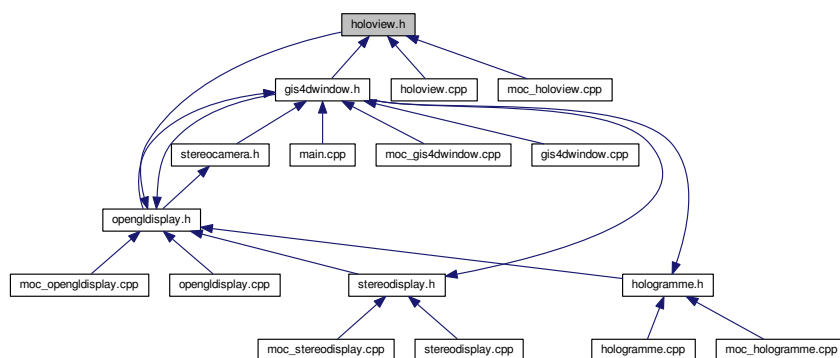 holoview.h
gis4dwindow.h
holoview.cpp
moc_holoview.cpp
stereocamera.h
main.cpp
moc_gis4dwindow.cpp
gis4dwindow.cpp
opengldisplay.h
moc_opengldisplay.cpp
opengldisplay.cpp
stereodisplay.h
hologramme.h
moc_stereodisplay.cpp
stereodisplay.cpp
hologramme.cpp
moc_hologramme.cpp